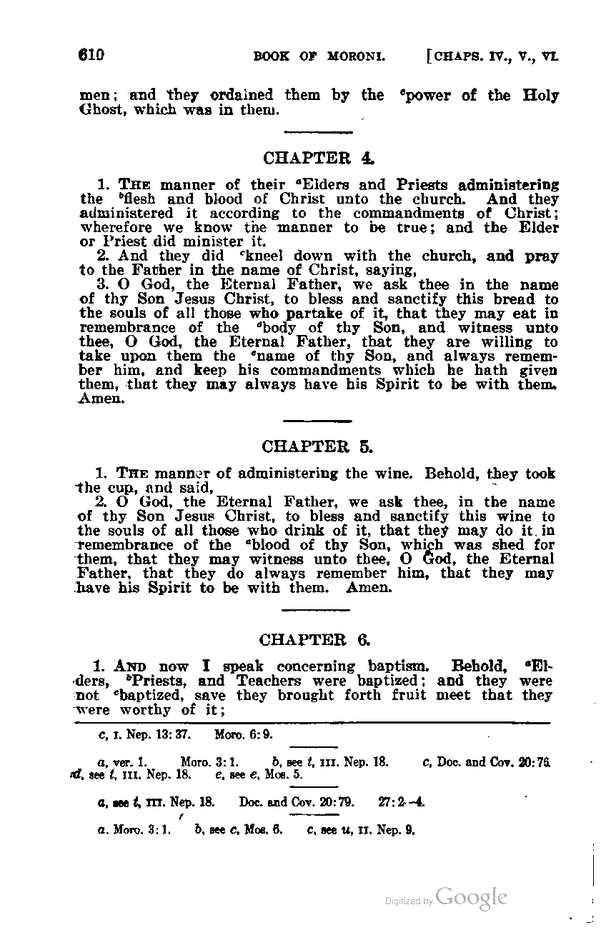 610 BOOK OF MORONI. [CHAPS. IV., V., VI.
men; and they ordained them by the ᵉpower of the Holy
Ghost, which was in them.
CHAPTER 4.
1. THE manner of their ᵃElders and Priests administering
the ᵇflesh and blood of Christ unto the church. And they
administered it according to the commandments of Christ;
wherefore we know the manner to be true; and the Elder
or Priest did minister it.
2. And they did ᶜkneel down with the church, and pray
to the Father in the name of Christ, saying,
3. O God, the Eternal Father, we ask thee in the name
of thy Son Jesus Christ, to bless and sanctify this bread to
the souls of all those who partake of it, that they may eat in
remembrance of the ᵈbody of thy Son, and witness unto
thee, O God, the Eternal Father, that they are willing to
take upon them the ᵉname of thy Son, and always remem-
ber him, and keep his commandments which he hath given
them, that they may always have his Spirit to be with them.
Amen.
CHAPTER 5.
1. THE manner of administering the wine. Behold, they took
the cup, and said,
2. O God, the Eternal Father, we ask thee, in the name
of thy Son Jesus Christ, to bless and sanctify this wine to
the souls of all those who drink of it, that they may do it in
remembrance of the ᵃblood of thy Son, which was shed for
them, that they may witness unto thee, O God, the Eternal
Father, that they do always remember him, that they may
have his Spirit to be with them. Amen.
CHAPTER 6.
1. AND now I speak concerning baptism. Behold, ᵃEl-
ders, ᵇPriests, and Teachers were baptized; and they were
not ᶜbaptized, save they brought forth fruit meet that they
were worthy of it;
e, I. Nep. 13:37. Moro. 6:9.
a, ver. 1. Moro. 3:1. b, see t, III. Nep. 18. c, Doc. and Cov. 20:76.
d, see t, III. Nep. 18. e, see e, Mos. 5.
a, see t, III. Nep. 18. Doc. and Cov. 20:79. 27:2–4.
a. Moro. 3:1. b, see c, Mos. 6. c, see u, II. Nep. 9.
Digitized by Google